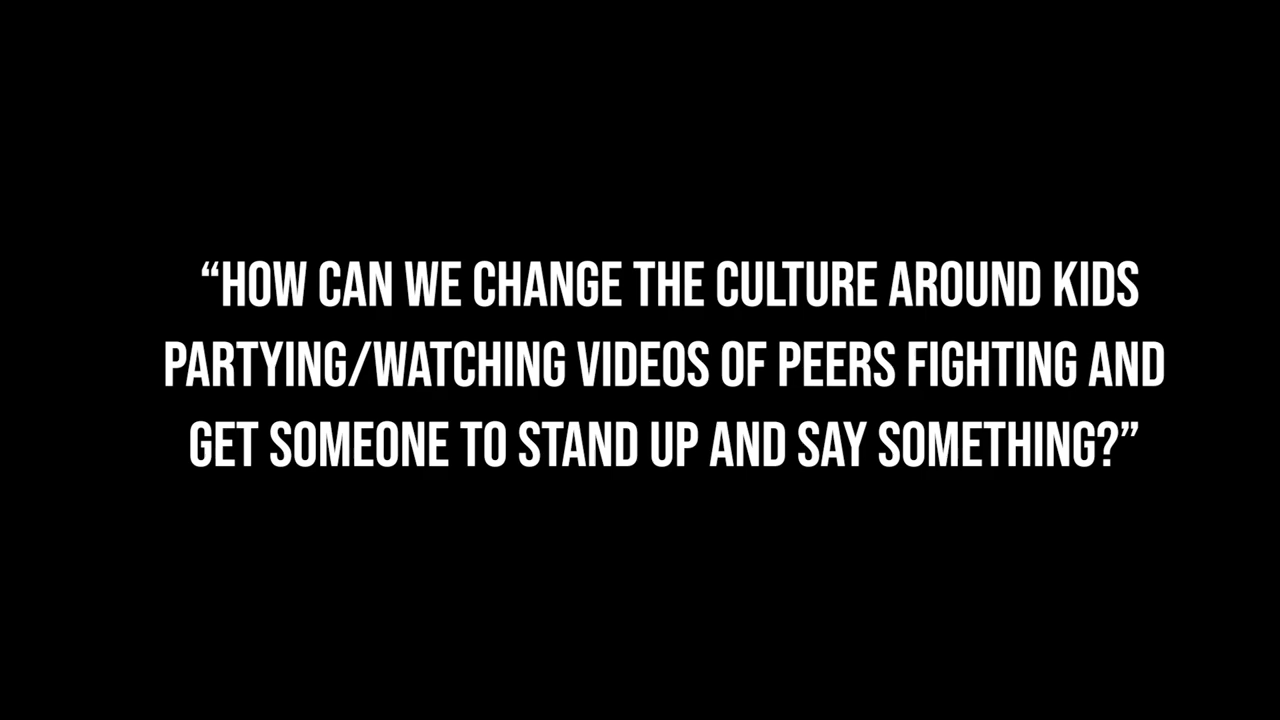 “HOW CAN WE CHANGE THE CULTURE AROUND KIDS
PARTYING/WATCHING VIDEOS OF PEERS FIGHTING AND
GET SOMEONE TO STAND UP AND SAY SOMETHING?”